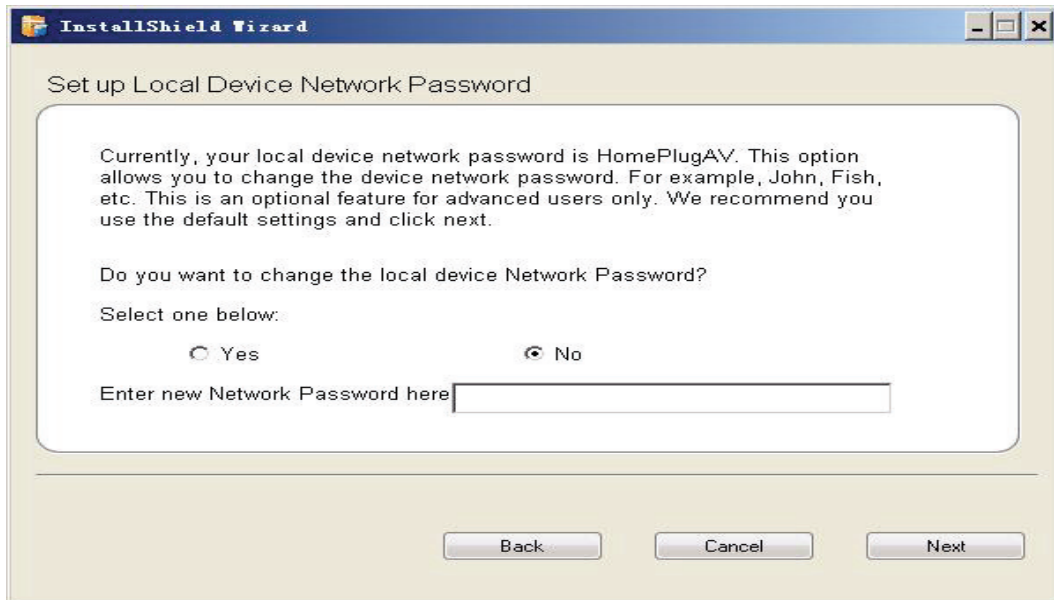 InstallShield Wizard
Set up Local Device Network Password
Currently, your local device network password is HomePlugAV. This option
allows you to change the device network password. For example, John, Fish,
etc. This is an optional feature for advanced users only. We recommend you
use the default settings and click next.
Do you want to change the local device Network Password?
Select one below:
Yes No
Enter new Network Password here
Back Cancel Next